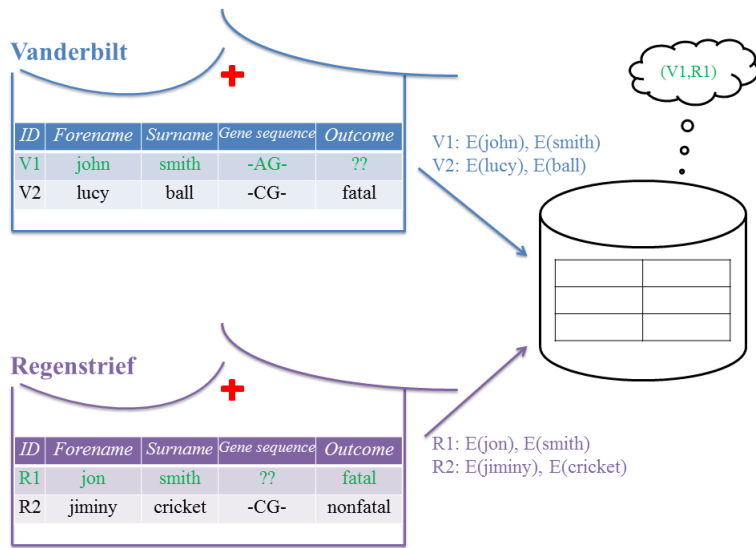 Vanderbilt
ID Forename Surname Gene sequence Outcome
V1 john smith -AG- ??
V2 lucy ball -CG- fatal
V1: E(john), E(smith)
V2: E(lucy), E(ball)
(V1,R1)
Regenstrief
ID Forename Surname Gene sequence Outcome
R1 jon smith ?? fatal
R2 jiminy cricket -CG- nonfatal
R1: E(jon), E(smith)
R2: E(jiminy), E(cricket)